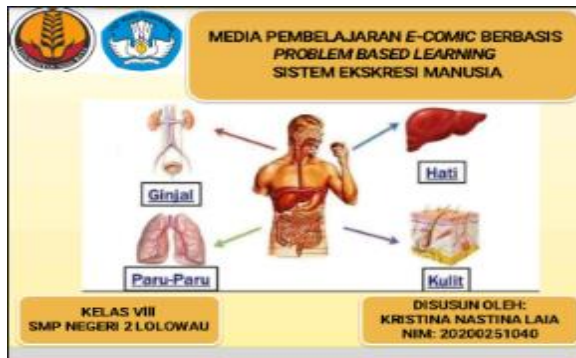 MEDIA PEMBELAJARAN E-COMIC BERBASIS
PROBLEM BASED LEARNING
SISTEM EKSKRESI MANUSIA
Ginjal
Hati
Paru-Paru
Kulit
KELAS VIII
SMP NEGERI 2 LOLOWAU
DISUSUN OLEH:
KRISTINA NASTINA LAIA
NIM: 20200251040